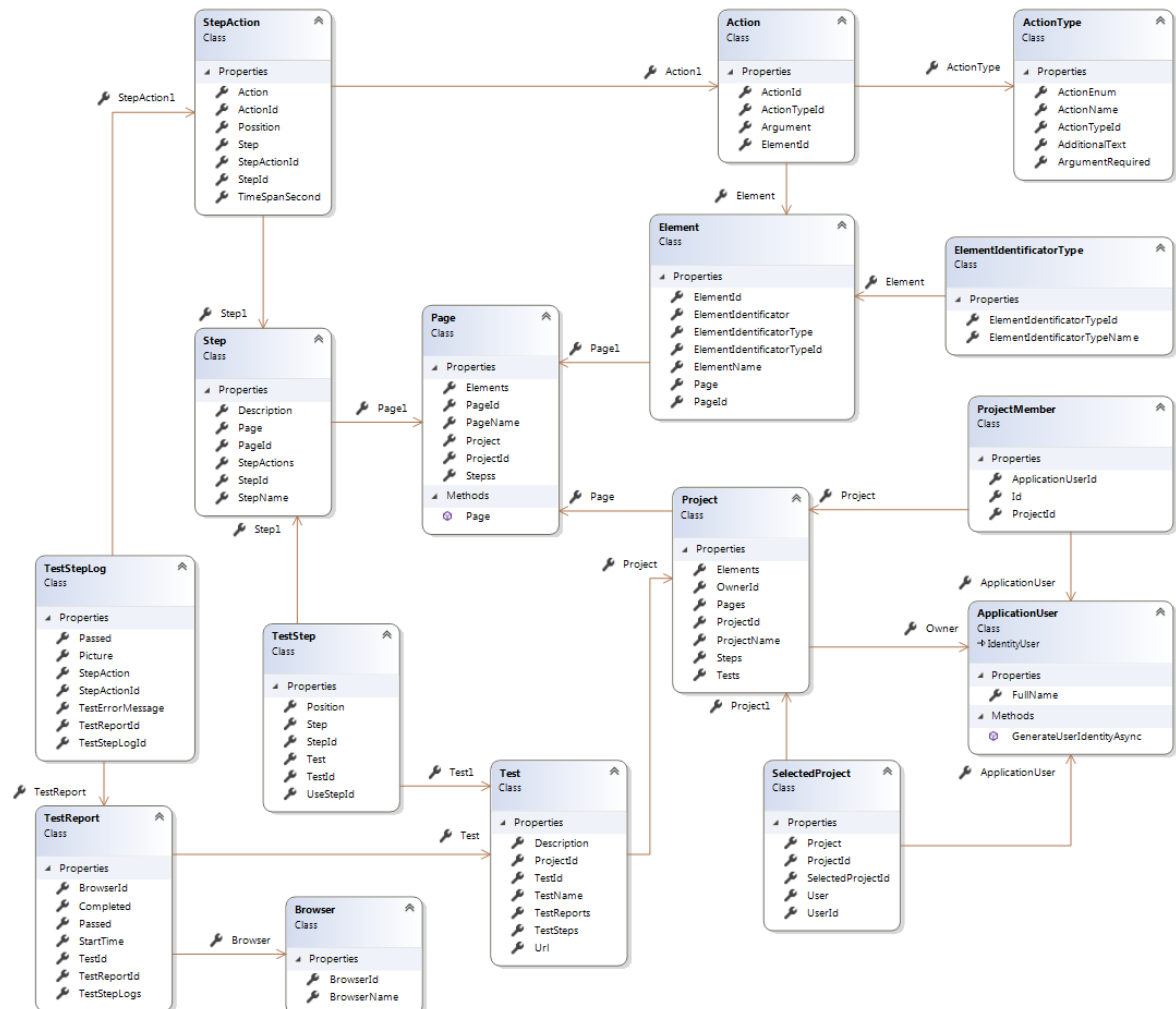 StepAction
Class
Properties
Action
ActionId
Possition
Step
StepActionId
StepId
TimeSpanSecond
StepAction1
Action1
Action
Class
Properties
ActionId
ActionTypeId
Argument
ElementId
ActionType
ActionType
Class
Properties
ActionEnum
ActionName
ActionTypeId
AdditionalText
ArgumentRequired
Element
Element
Class
Properties
ElementId
ElementIdentificator
ElementIdentificatorType
ElementIdentificatorTypeId
ElementName
Page
PageId
Element
ElementIdentificatorType
Class
Properties
ElementIdentificatorTypeId
ElementIdentificatorTypeName
Step1
Step
Class
Properties
Description
Page
PageId
StepActions
StepId
StepName
Step1
Page1
Page
Class
Properties
Elements
PageId
PageName
Project
ProjectId
Stepss
Methods
Page
Page1
Page
Project
Project
Class
Properties
Elements
OwnerId
Pages
ProjectId
ProjectName
Steps
Tests
Project1
Project
ProjectMember
Class
Properties
ApplicationUserId
Id
ProjectId
ApplicationUser
Owner
ApplicationUser
Class
IdentityUser
Properties
FullName
Methods
GenerateUserIdentityAsync
ApplicationUser
TestStepLog
Class
Properties
Passed
Picture
StepAction
StepActionId
TestErrorMessage
TestReportId
TestStepLogId
TestReport
TestStep
Class
Properties
Position
Step
StepId
Test
TestId
UseStepId
Test1
Test
Test
Class
Properties
Description
ProjectId
TestId
TestName
TestReports
TestSteps
Url
SelectedProject
Class
Properties
Project
ProjectId
SelectedProjectId
User
UserId
TestReport
Class
Properties
BrowserId
Completed
Passed
StartTime
TestId
TestReportId
TestStepLogs
Browser
Browser
Class
Properties
BrowserId
BrowserName